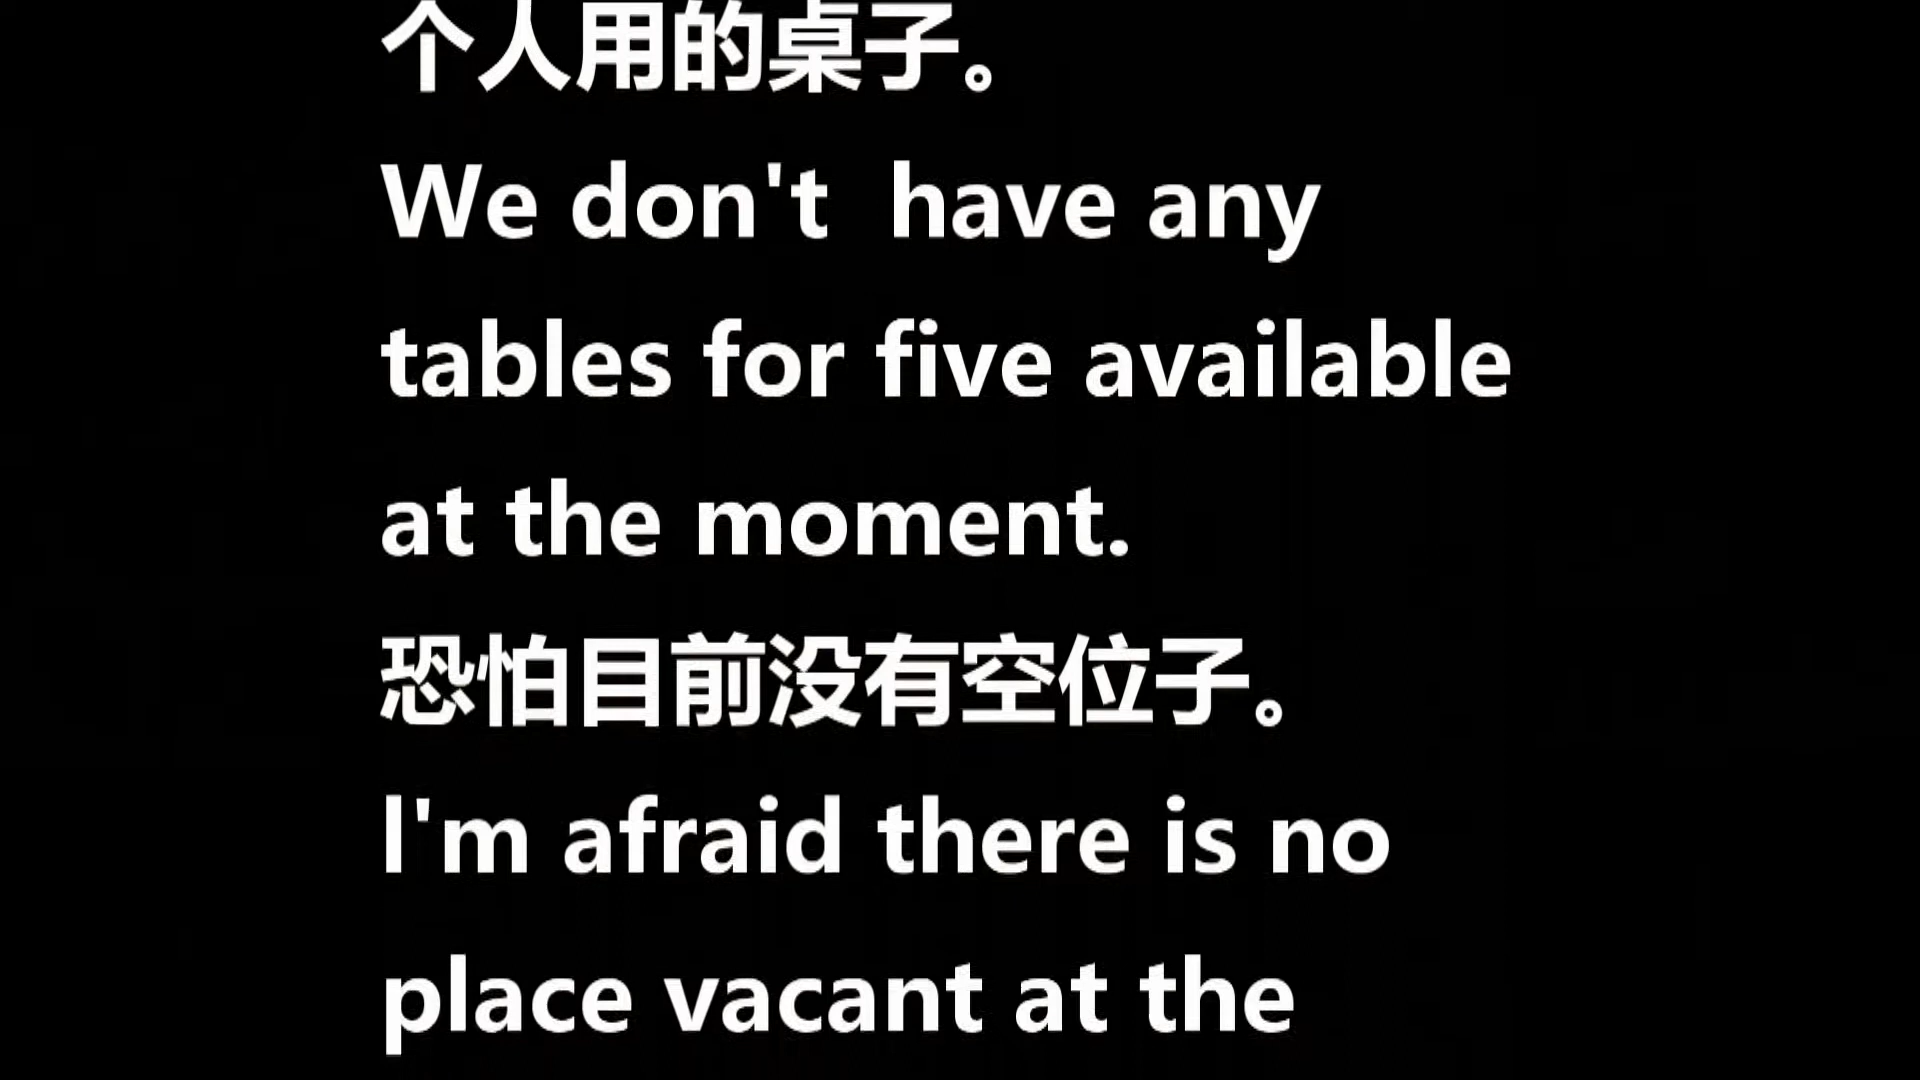 个人用的桌子。
We don't  have any
tables for five available
at the moment.
恐怕目前没有空位子。
I'm afraid there is no
place vacant at the